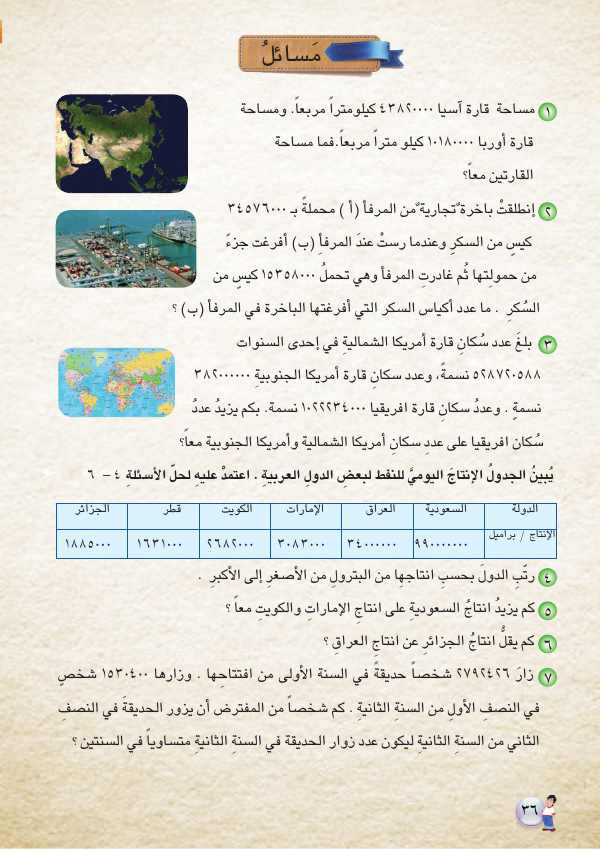 مَسائلُ
١ مساحة قارة آسيا ٤٣٨٢٠٠٠٠ كيلومتراً مربعاً. ومساحة
قارة أوربا ١٠١٨٠٠٠٠ كيلو متراً مربعاً.فما مساحة
القارتين معاً؟
٢ إنطلقتْ باخرة ٌتجارية ٌمن المرفأ (أ ) محملةً بـ ٣٤٥٧٦٠٠٠
كيسٍ من السكرِ وعندما رستْ عندَ المرفأِ (ب) أفرغت جزءً
من حمولتها ثُم غادرتِ المرفأ وهي تحملُ ١٥٣٥٨٠٠٠ كيسٍ من
السُكرِ . ما عدد أكياس السكر التي أفرغتها الباخرة في المرفأ (ب) ؟
٣ بلغَ عدد سُكانِ قارة أمريكا الشماليةِ في إحدى السنوات
٥٢٨٧٢٠٥٨٨ نسمةً، وعدد سكانِ قارة أمريكا الجنوبيةِ ٣٨٢٠٠٠٠٠٠
نسمةٍ . وعددُ سكانِ قارة افريقيا ١٠٢٢٢٣٤٠٠٠ نسمة. بكم يزيدُ عددُ
سُكان افريقيا على عددِ سكانِ أمريكا الشمالية وأمريكا الجنوبية معاً؟
يُبينُ الجدولُ الإنتاجَ اليوميَّ للنفط لبعضِ الدولِ العربيةِ . اعتمدْ عليهِ لحلّ الأسئلةِ ٤ - ٦
الدولة السعودية العراق الإمارات الكويت قطر الجزائر
الإنتاج / براميل ٩٩٠٠٠٠٠٠٠ ٣٤٠٠٠٠٠٠ ٣٠٨٣٠٠٠ ٢٦٨٢٠٠٠ ١٦٣١٠٠٠ ١٨٨٥٠٠٠
٤ رتّبِ الدولَ بحسبِ انتاجِها من البترولِ من الأصغرِ إلى الأكبرِ .
٥ كم يزيدُ انتاجُ السعوديةِ على انتاجِ الإماراتِ والكويتِ معاً ؟
٦ كم يقلُّ انتاجُ الجزائرِ عن انتاجِ العراقِ ؟
٧ زارَ ٢٧٩٢٤٢٦ شخصاً حديقةً في السنة الأولى من افتتاحِها . وزارها ١٥٣٠٤٠٠ شخصٍ
في النصفِ الأولِ من السنةِ الثانيةِ . كم شخصاً من المفترض أن يزور الحديقةَ في النصفِ
الثاني من السنةِ الثانيةِ ليكون عدد زوار الحديقة في السنةِ الثانيةِ متساوياً في السنتين ؟
٣٦